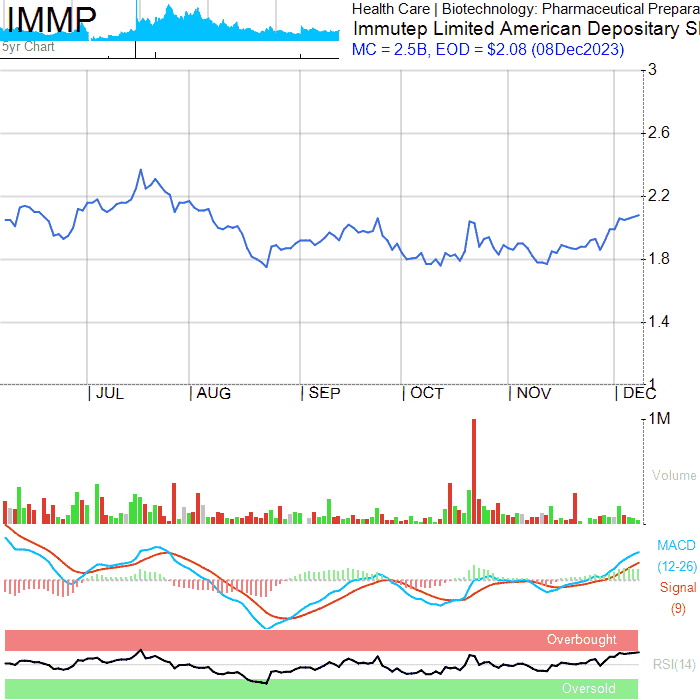 IMMP
5yr Chart
Health Care | Biotechnology: Pharmaceutical Prepara
Immutep Limited American Depositary S
MC = 2.5B, EOD = $2.08 (08Dec2023)
3
2.6
2.2
1.8
1.4
1
JUL AUG SEP OCT NOV DEC
1M
Volume
MACD
(12-26)
Signal
(9)
Overbought
RSI(14)
Oversold